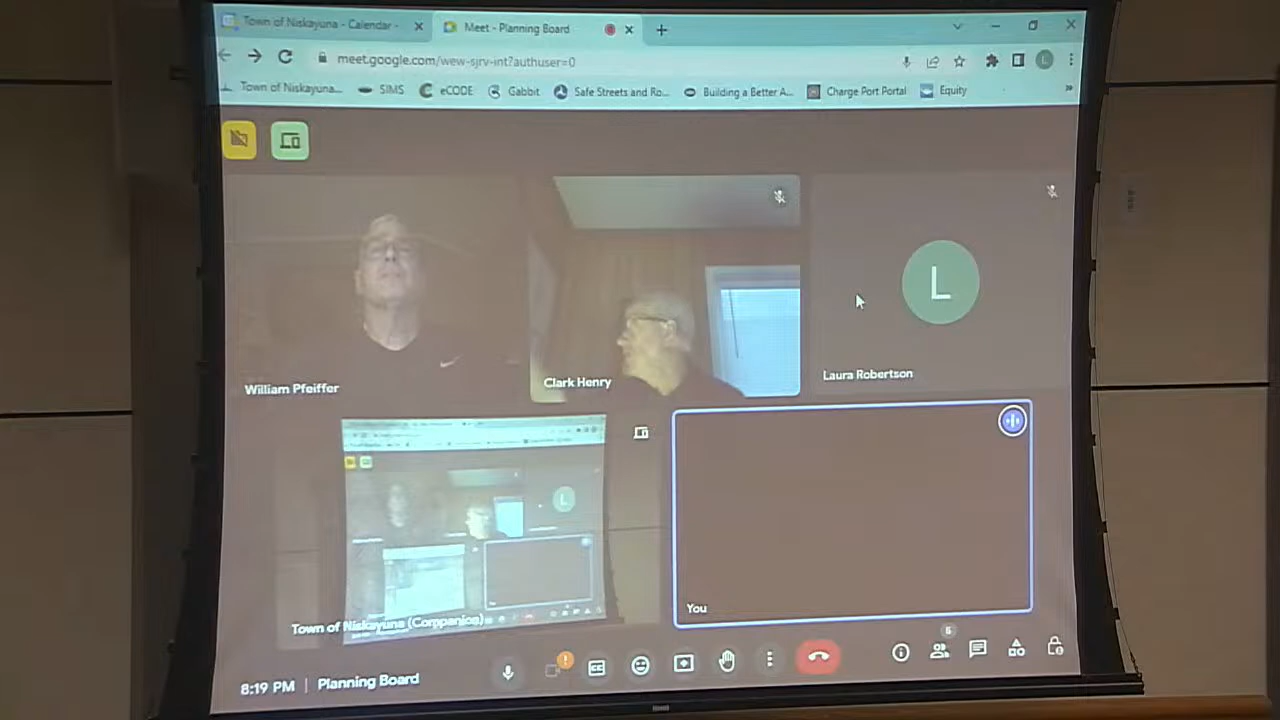 Town of Niskayuna - Calendar -
Meet - Planning Board
meet.google.com/wew-sjrv-int?authuser=0
L
Town of Niskayuna... SIMS eCODE Gabbit Safe Streets and Ro... Building a Better A... Charge Port Portal Equity »
L
William Pfeiffer
Clark Henry
Laura Robertson
L
Town of Niskayuna (Companion)
You
CC
!
6
8:19 PM | Planning Board